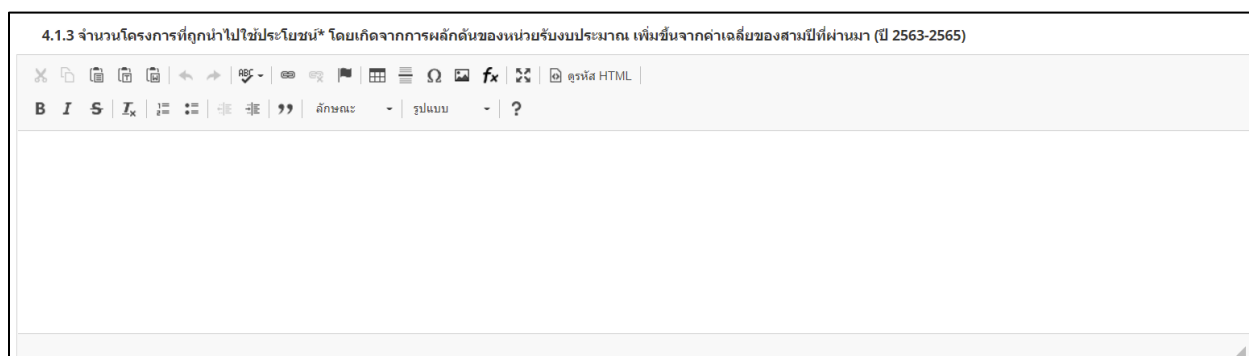 4.1.3 จำนวนโครงการที่ถูกนำไปใช้ประโยชน์* โดยเกิดจากการผลักดันของหน่วยรับงบประมาณ เพิ่มขึ้นจากค่าเฉลี่ยของสามปีที่ผ่านมา (ปี 2563-2565)
ABC Ω fx ดูรหัส HTML
B I S Ix ลักษณะ รูปแบบ ?